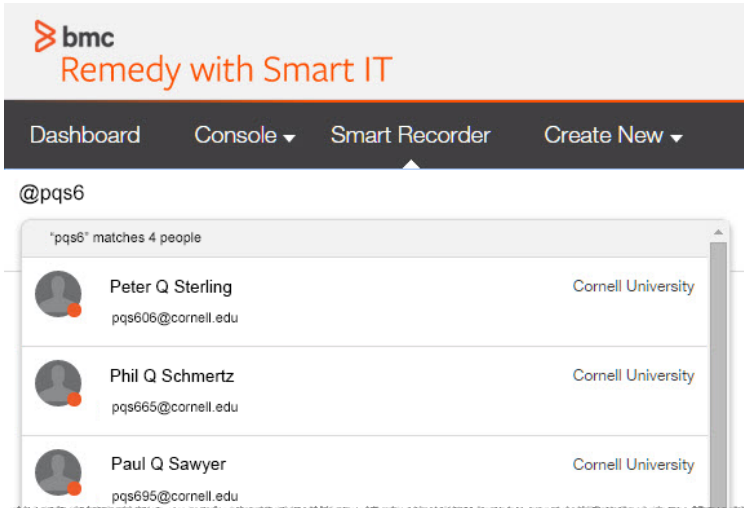 bmc
Remedy with Smart IT
Dashboard Console Smart Recorder Create New
@pqs6
"pqs6" matches 4 people
Peter Q Sterling Cornell University
pqs606@cornell.edu
Phil Q Schmertz Cornell University
pqs665@cornell.edu
Paul Q Sawyer Cornell University
pqs695@cornell.edu